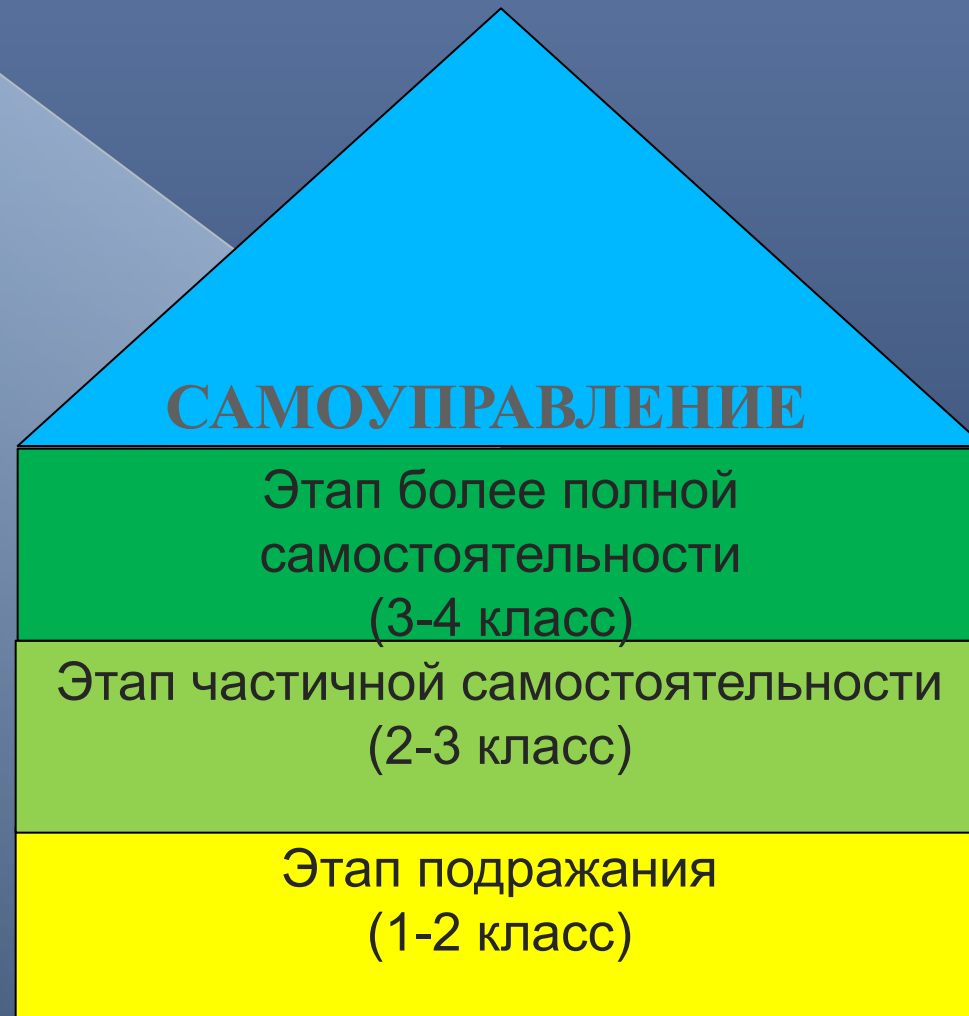 САМОУПРАВЛЕНИЕ
Этап более полной
самостоятельности
(3-4 класс)
Этап частичной самостоятельности
(2-3 класс)
Этап подражания
(1-2 класс)